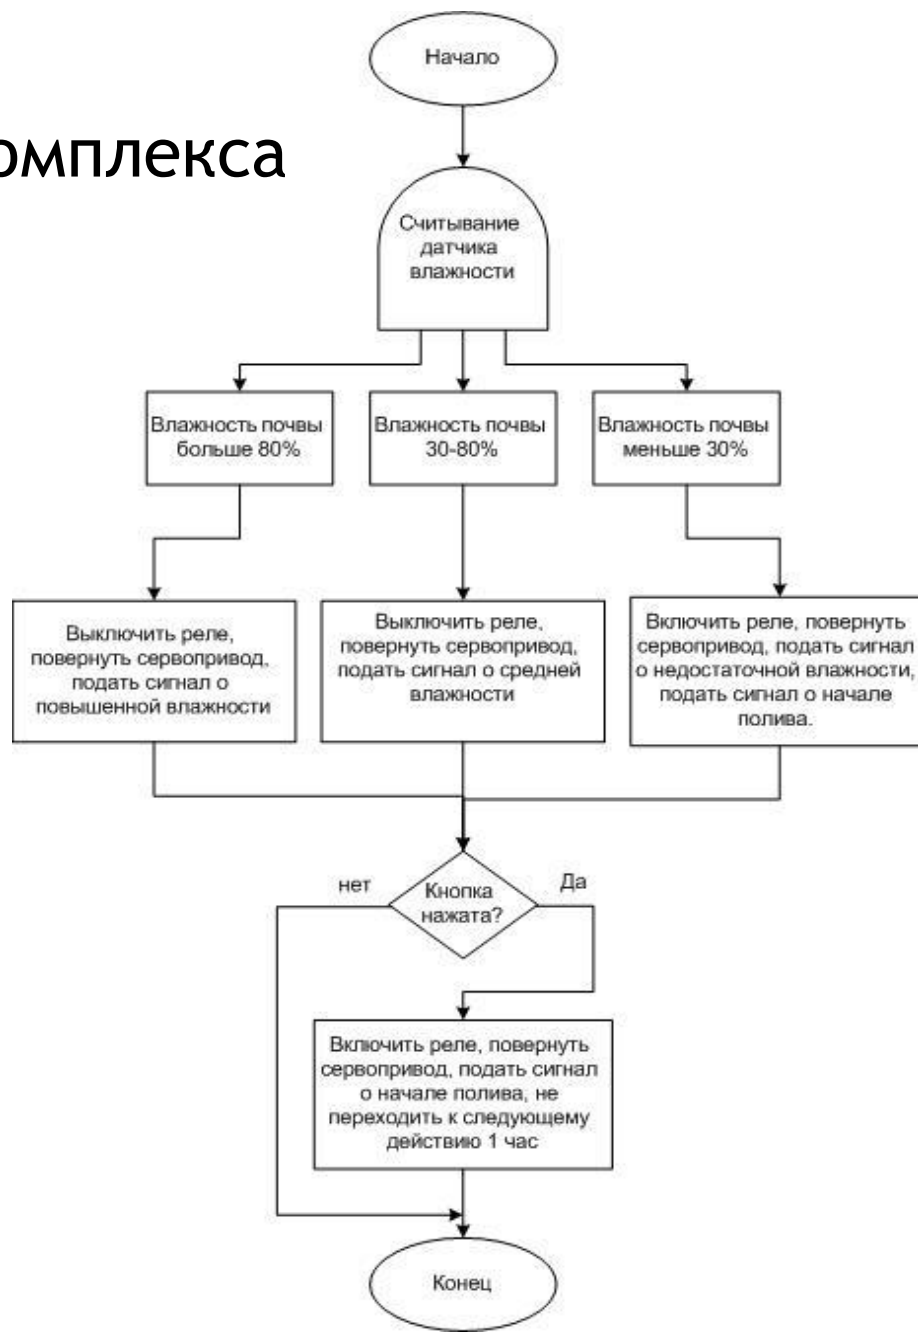 Начало
омплекса
Считывание
датчика
влажности
Влажность почвы
больше 80%
Влажность почвы
30-80%
Влажность почвы
меньше 30%
Выключить реле,
повернуть сервопривод,
подать сигнал о
повышенной влажности
Выключить реле,
повернуть сервопривод,
подать сигнал о средней
влажности
Включить реле, повернуть
сервопривод, подать сигнал
о недостаточной влажности,
подать сигнал о начале
полива.
нет
Кнопка
нажата?
Да
Включить реле, повернуть
сервопривод, подать сигнал
о начале полива, не
переходить к следующему
действию 1 час
Конец